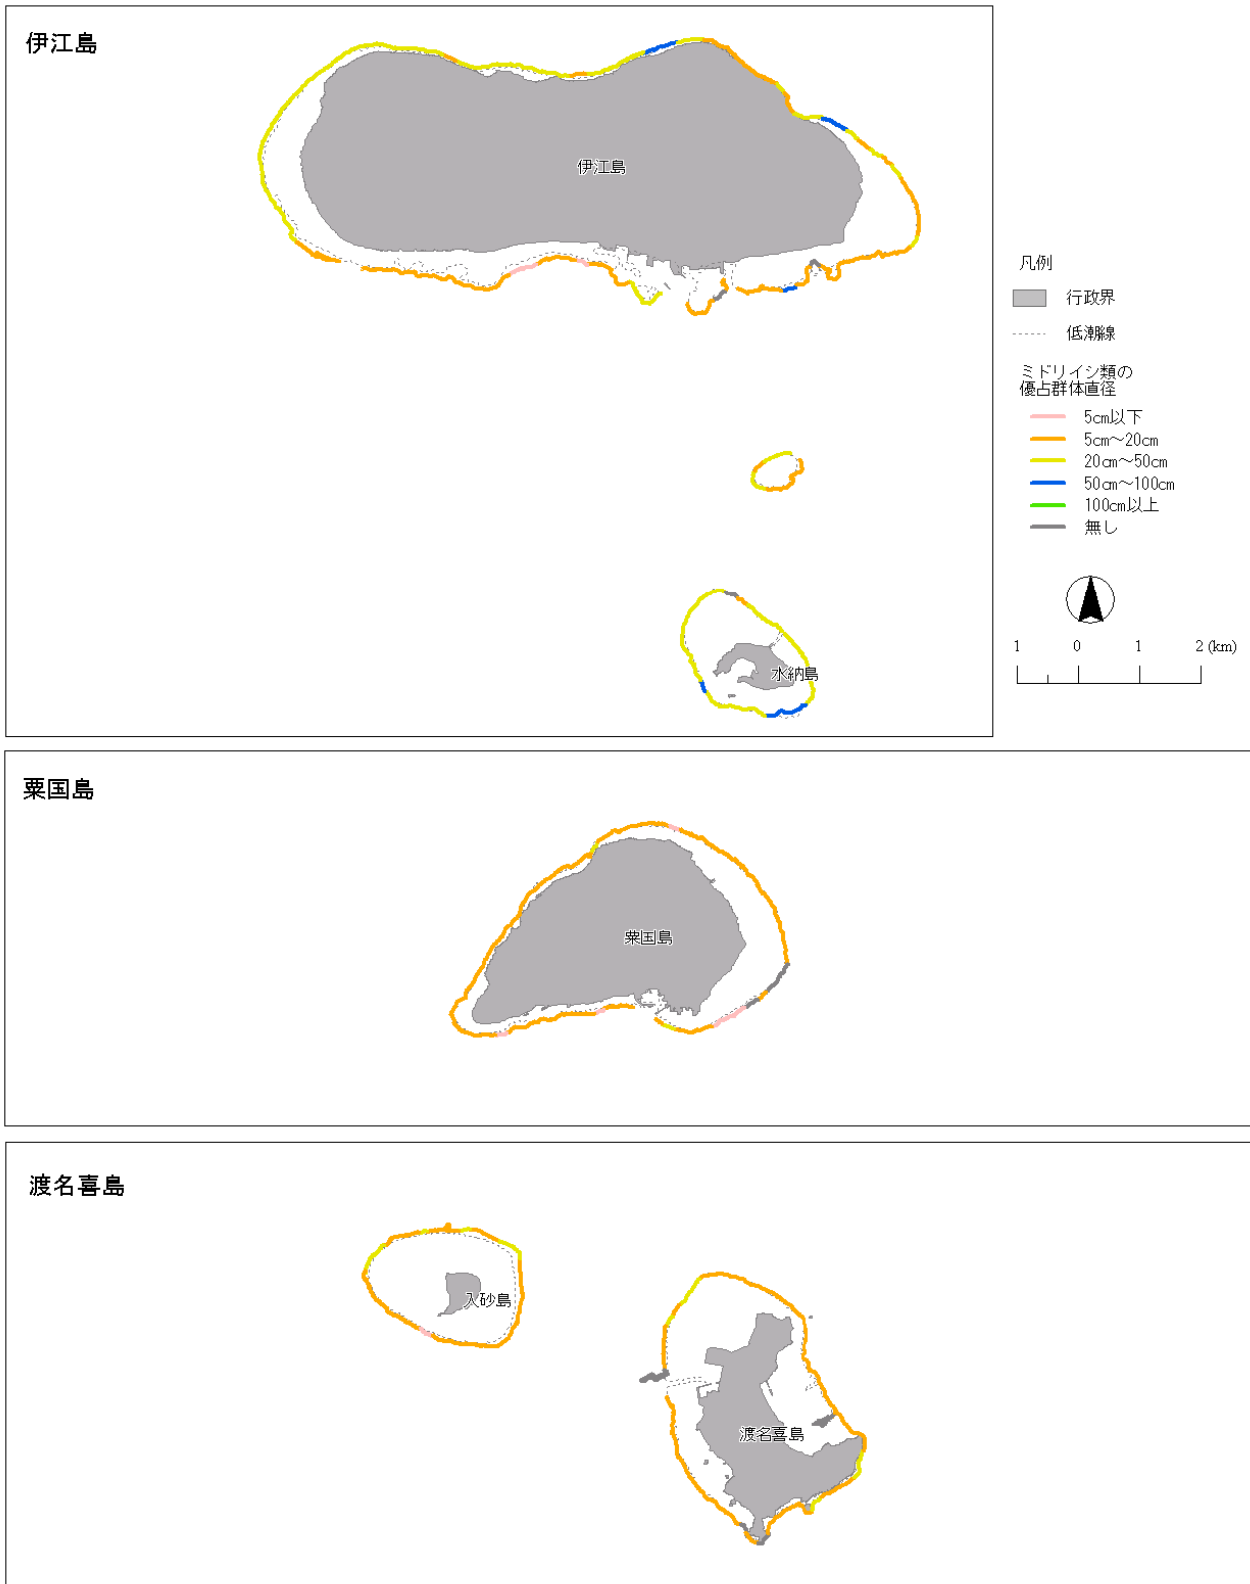 伊江島
伊江島
凡例
行政界
低潮線
ミドリイシ類の
優占群体直径
5cm以下
5cm～20cm
20cm～50cm
50cm～100cm
100cm以上
無し
1 0 1 2 (km)
水納島
粟国島
粟国島
渡名喜島
入砂島
渡名喜島